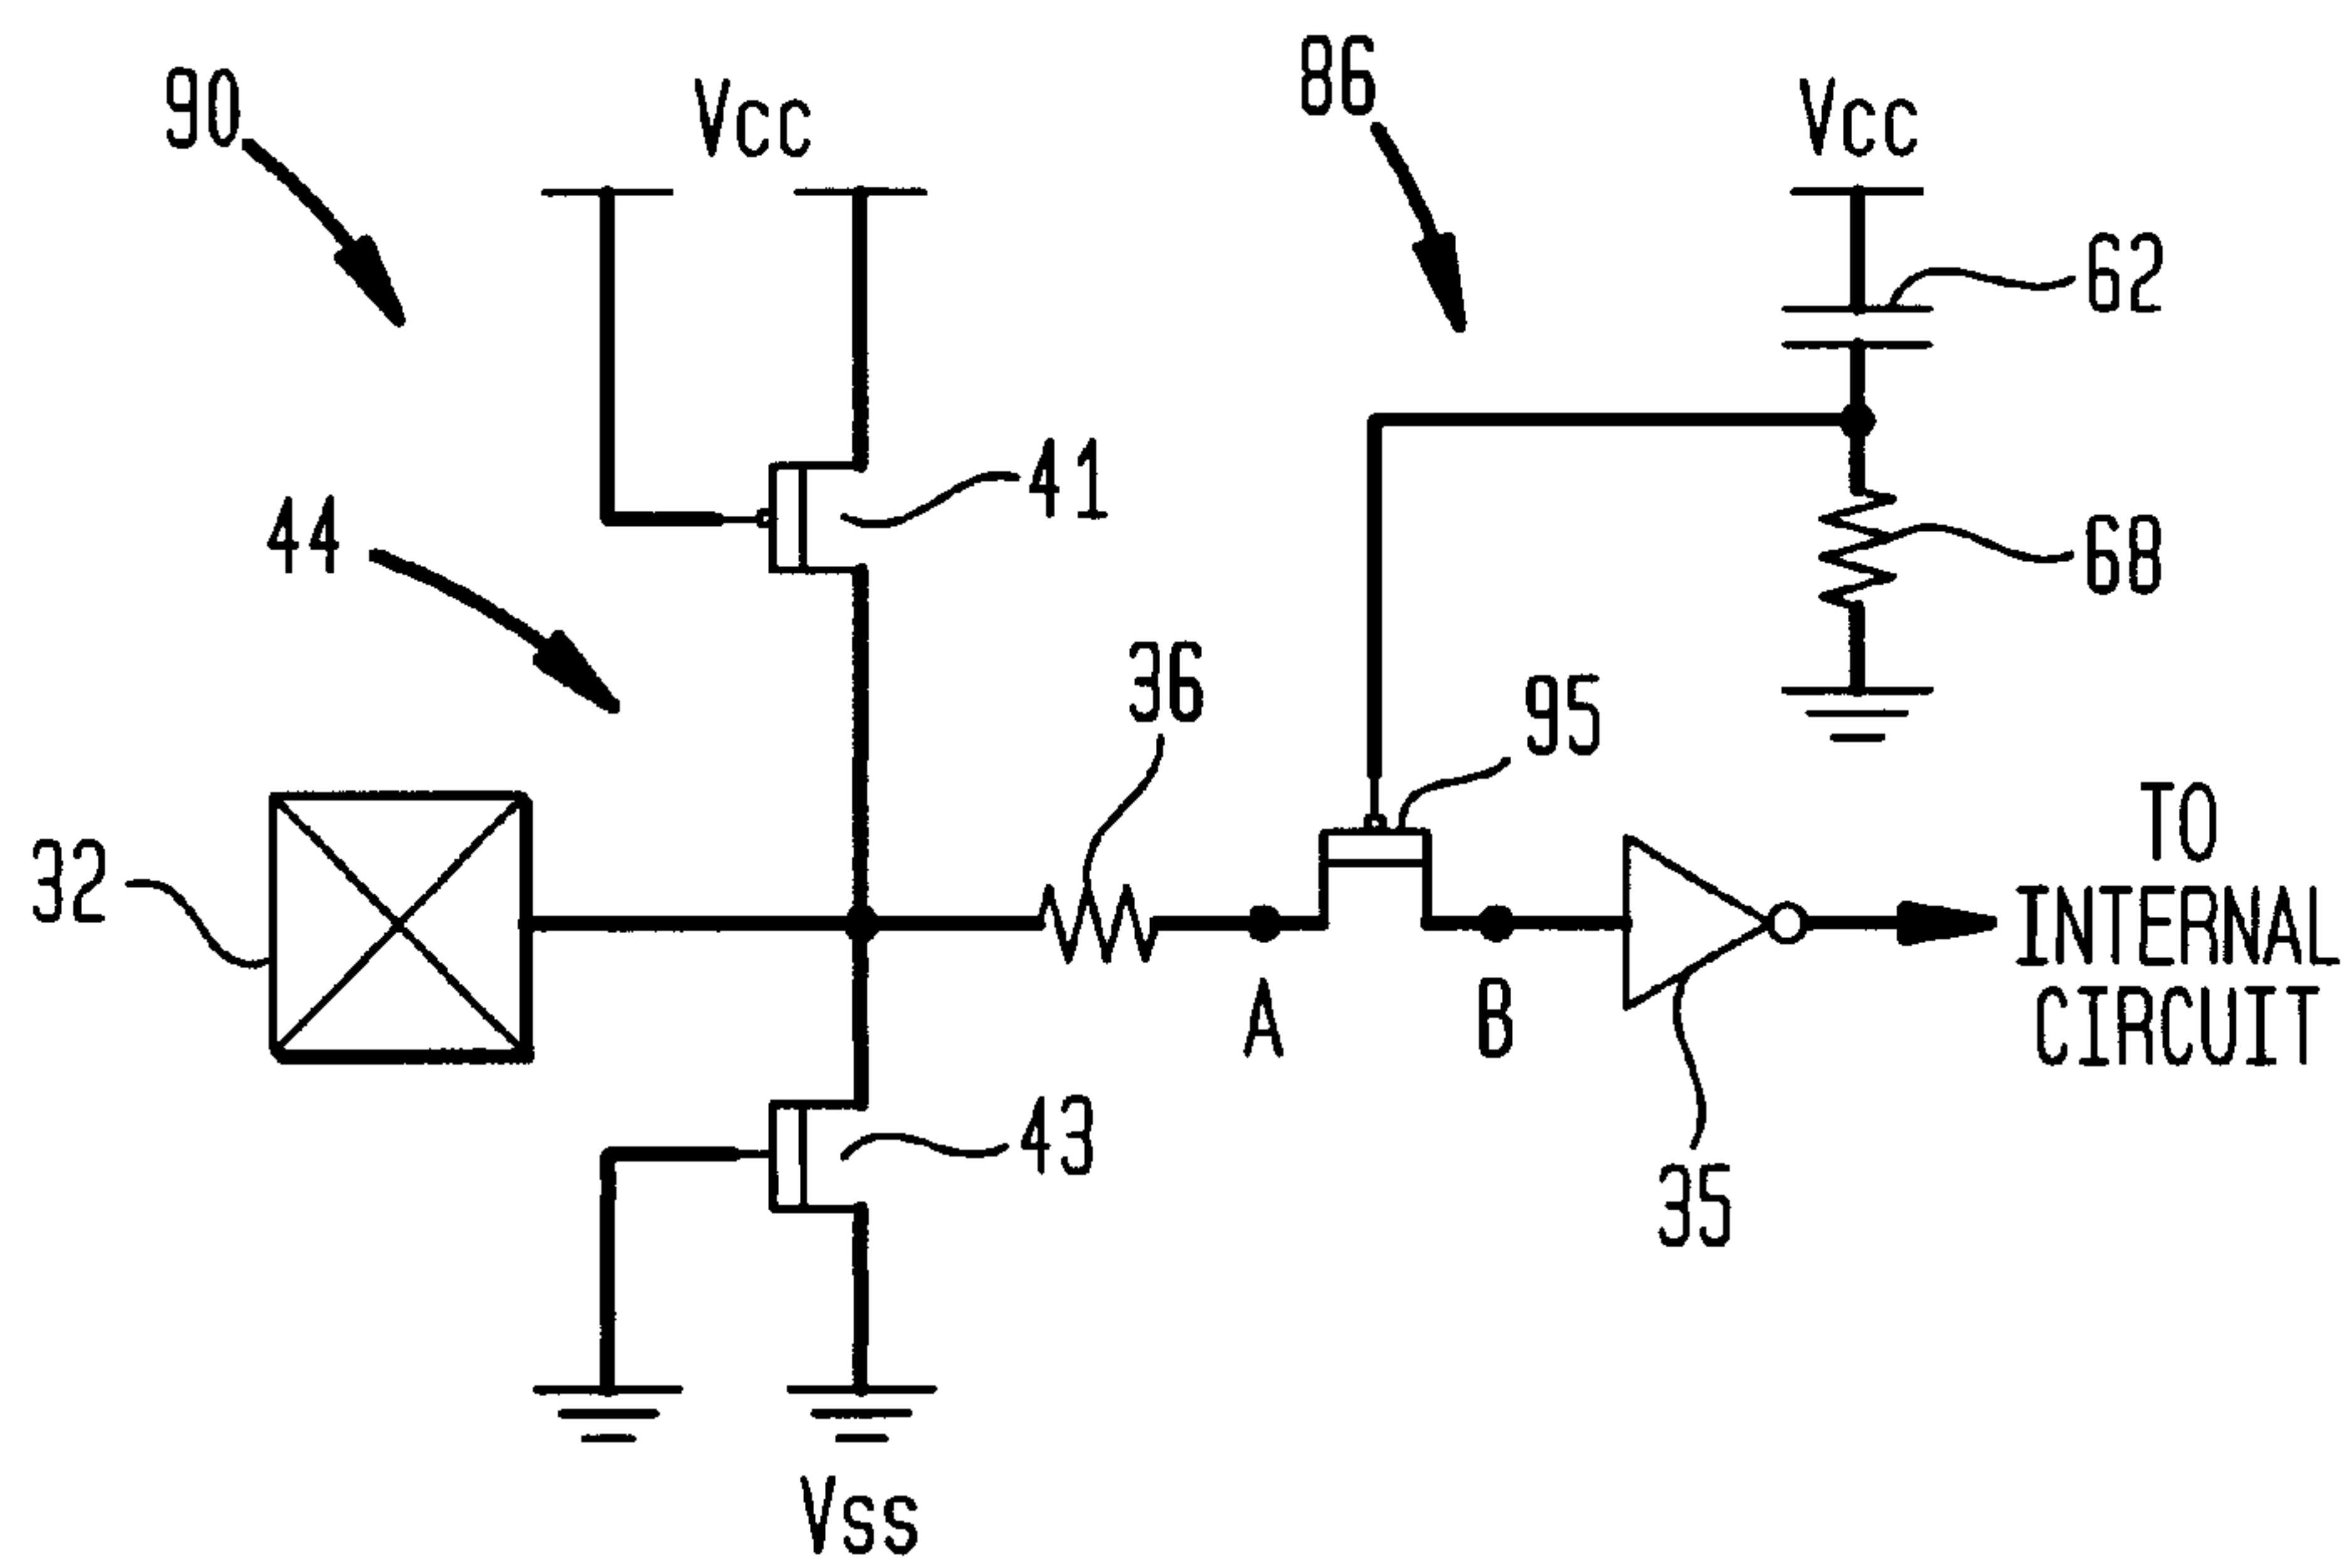 90
Vcc
86
Vcc
62
41
44
68
36
95
32
TO
INTERNAL
CIRCUIT
A
B
43
35
Vss